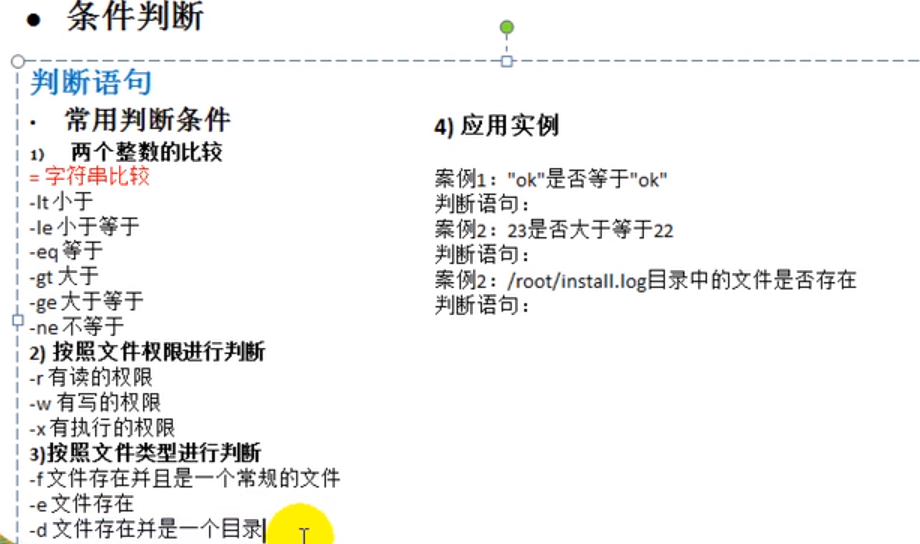 ● 条件判断
判断语句
· 常用判断条件
1) 两个整数的比较
= 字符串比较
-lt 小于
-le 小于等于
-eq 等于
-gt 大于
-ge 大于等于
-ne 不等于
2) 按照文件权限进行判断
-r 有读的权限
-w 有写的权限
-x 有执行的权限
3)按照文件类型进行判断
-f 文件存在并且是一个常规的文件
-e 文件存在
-d 文件存在并是一个目录
4) 应用实例
案例1："ok"是否等于"ok"
判断语句：
案例2：23是否大于等于22
判断语句：
案例2：/root/install.log目录中的文件是否存在
判断语句：